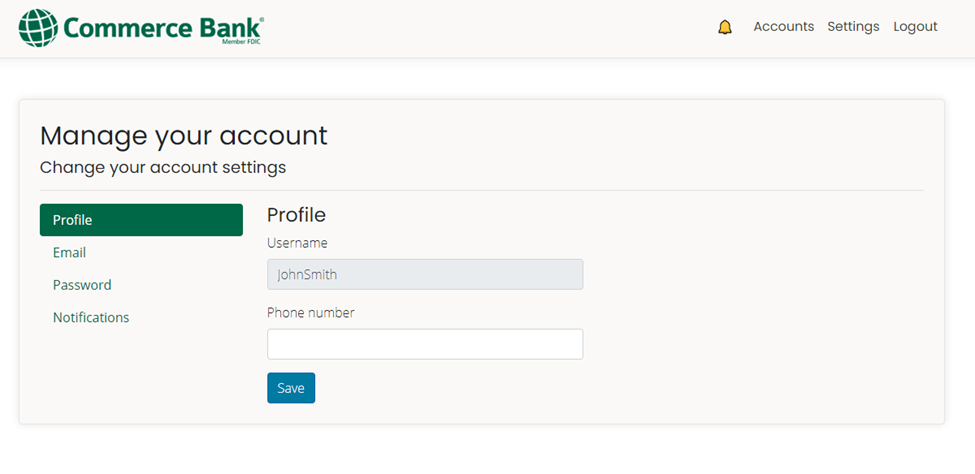 Commerce Bank®
Member FDIC
Accounts Settings Logout
Manage your account
Change your account settings
Profile
Email
Password
Notifications
Profile
Username
JohnSmith
Phone number
Save